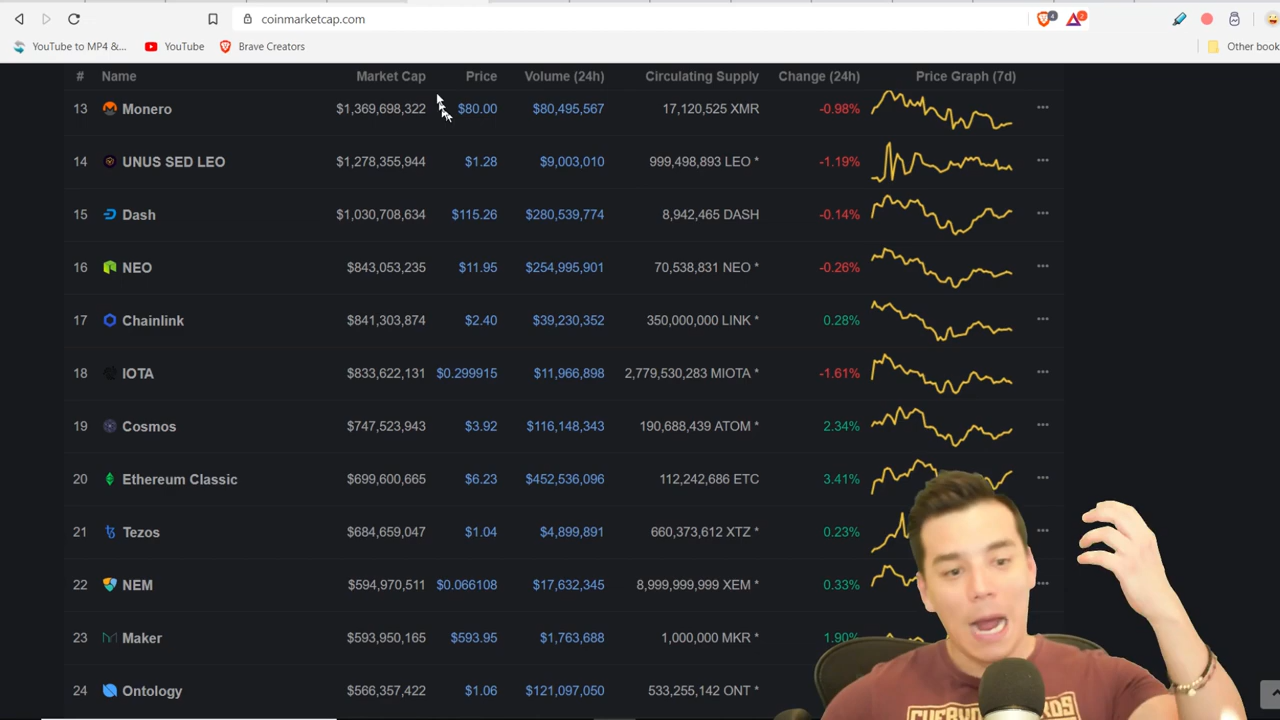 coinmarketcap.com
4
2
YouTube to MP4 &...
YouTube
Brave Creators
Other book
# Name Market Cap Price Volume (24h) Circulating Supply Change (24h) Price Graph (7d)
13 Monero $1,369,698,322 $80.00 $80,495,567 17,120,525 XMR -0.98%
14 UNUS SED LEO $1,278,355,944 $1.28 $9,003,010 999,498,893 LEO * -1.19%
15 Dash $1,030,708,634 $115.26 $280,539,774 8,942,465 DASH -0.14%
16 NEO $843,053,235 $11.95 $254,995,901 70,538,831 NEO * -0.26%
17 Chainlink $841,303,874 $2.40 $39,230,352 350,000,000 LINK * 0.28%
18 IOTA $833,622,131 $0.299915 $11,966,898 2,779,530,283 MIOTA * -1.61%
19 Cosmos $747,523,943 $3.92 $116,148,343 190,688,439 ATOM * 2.34%
20 Ethereum Classic $699,600,665 $6.23 $452,536,096 112,242,686 ETC 3.41%
21 Tezos $684,659,047 $1.04 $4,899,891 660,373,612 XTZ * 0.23%
22 NEM $594,970,511 $0.066108 $17,632,345 8,999,999,999 XEM * 0.33%
23 Maker $593,950,165 $593.95 $1,763,688 1,000,000 MKR * 1.90%
24 Ontology $566,357,422 $1.06 $121,097,050 533,255,142 ONT *